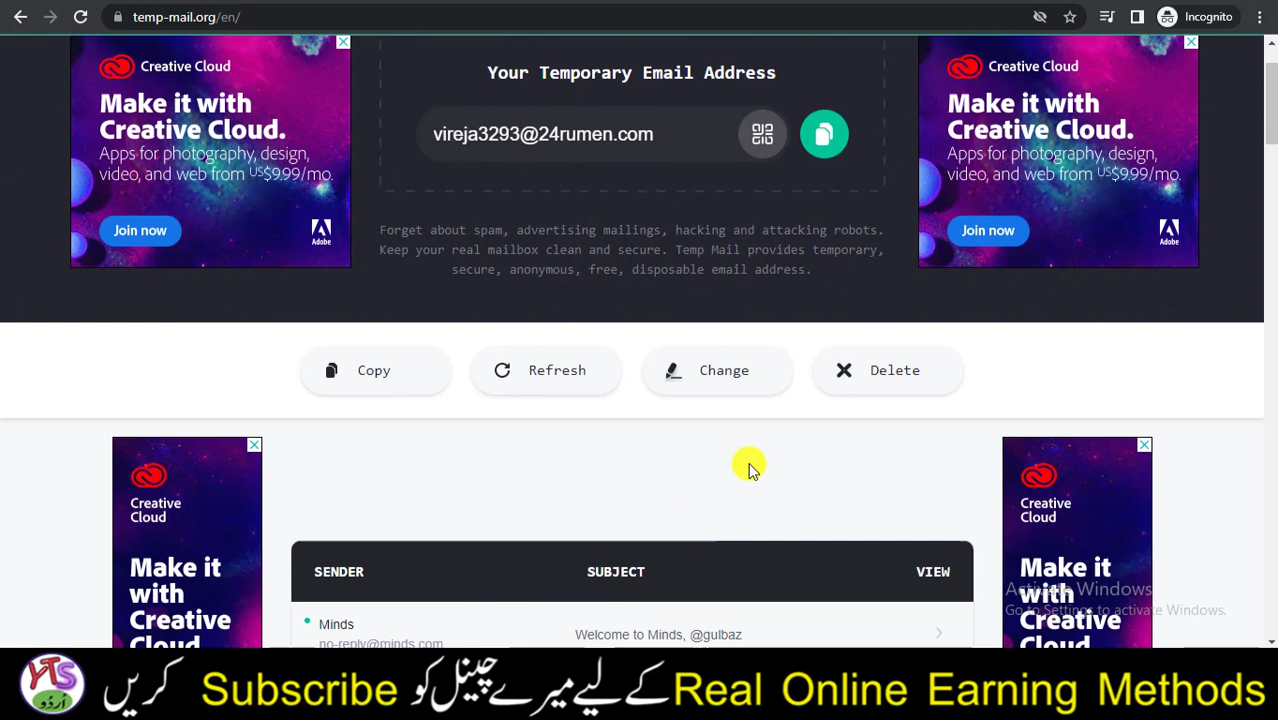 temp-mail.org/en/
Incognito
Creative Cloud
Make it with
Creative Cloud.
Apps for photography, design,
video, and web from US$9.99/mo.
Join now
Adobe
Your Temporary Email Address
vireja3293@24rumen.com
Forget about spam, advertising mailings, hacking and attacking robots.
Keep your real mailbox clean and secure. Temp Mail provides temporary,
secure, anonymous, free, disposable email address.
Creative Cloud
Make it with
Creative Cloud.
Apps for photography, design,
video, and web from US$9.99/mo.
Join now
Adobe
Copy
Refresh
Change
Delete
Creative
Cloud
Make it
with
Creative
Cloud
SENDER
SUBJECT
VIEW
Minds
no-reply@minds.com
Welcome to Minds, @gulbaz
Creative
Cloud
Make it
with
Creative
Cloud
Activate Windows
Go to Settings to activate Windows.
YTS
اُردُو
Real Online Earning Methods کے لیے میرے چینل کو Subscribe کریں